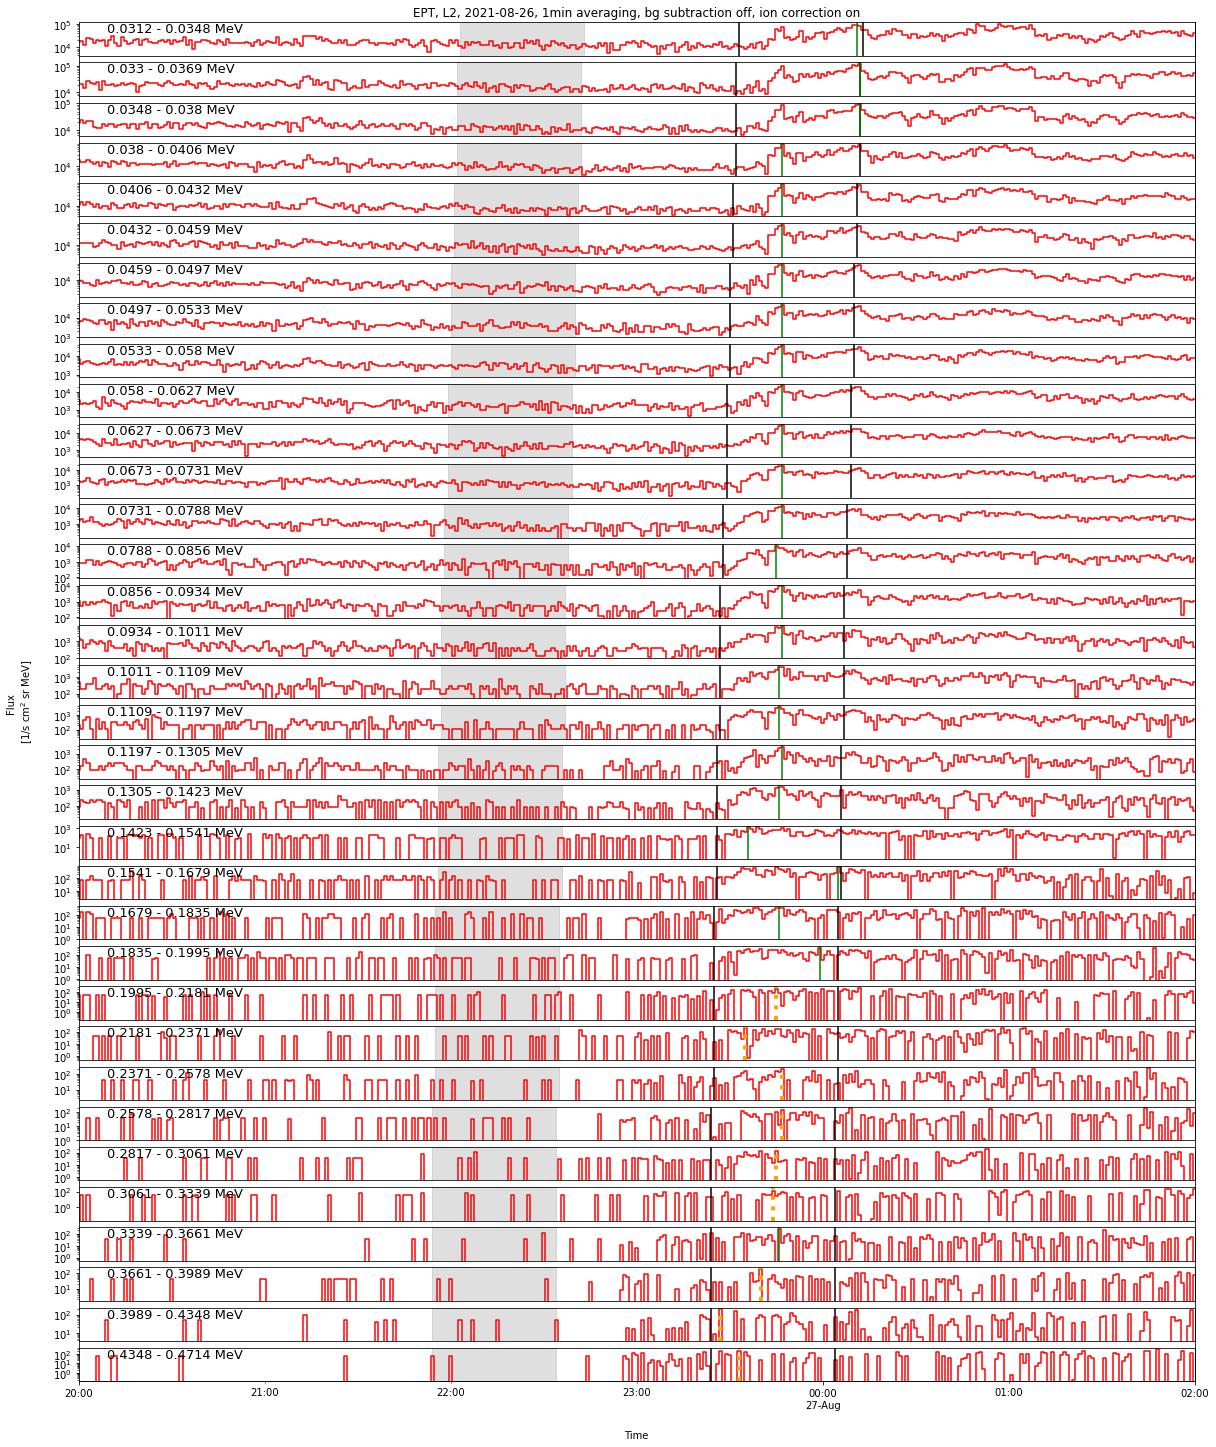 EPT, L2, 2021-08-26, 1min averaging, bg subtraction off, ion correction on
0.0312 - 0.0348 MeV
0.033 - 0.0369 MeV
0.0348 - 0.038 MeV
0.038 - 0.0406 MeV
0.0406 - 0.0432 MeV
0.0432 - 0.0459 MeV
0.0459 - 0.0497 MeV
0.0497 - 0.0533 MeV
0.0533 - 0.058 MeV
0.058 - 0.0627 MeV
0.0627 - 0.0673 MeV
0.0673 - 0.0731 MeV
0.0731 - 0.0788 MeV
0.0788 - 0.0856 MeV
0.0856 - 0.0934 MeV
0.0934 - 0.1011 MeV
0.1011 - 0.1109 MeV
0.1109 - 0.1197 MeV
0.1197 - 0.1305 MeV
0.1305 - 0.1423 MeV
0.1423 - 0.1541 MeV
0.1541 - 0.1679 MeV
0.1679 - 0.1835 MeV
0.1835 - 0.1995 MeV
0.1995 - 0.2181 MeV
0.2181 - 0.2371 MeV
0.2371 - 0.2578 MeV
0.2578 - 0.2817 MeV
0.2817 - 0.3061 MeV
0.3061 - 0.3339 MeV
0.3339 - 0.3661 MeV
0.3661 - 0.3989 MeV
0.3989 - 0.4348 MeV
0.4348 - 0.4714 MeV
Flux
[1/s cm² sr MeV]
20:00 21:00 22:00 23:00 00:00 01:00 02:00
27-Aug
Time